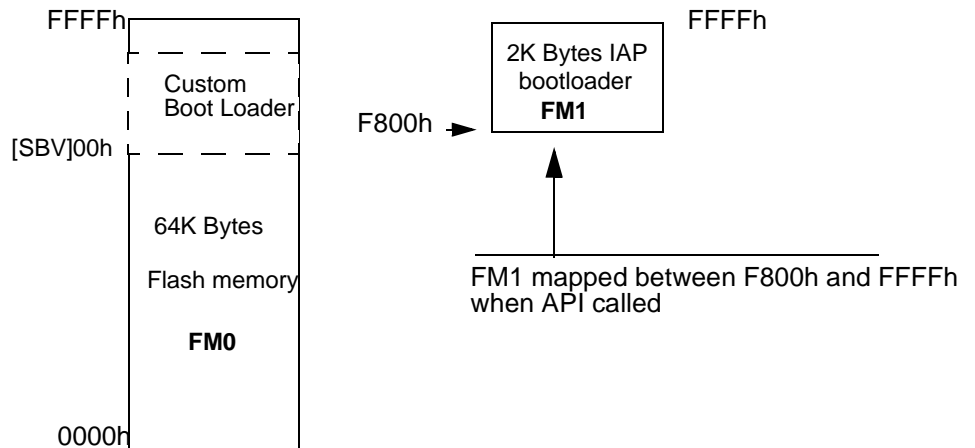 FFFFh
Custom
Boot Loader
[SBV]00h
64K Bytes
Flash memory
FM0
0000h
FFFFh
2K Bytes IAP
bootloader
FM1
F800h
FM1 mapped between F800h and FFFFh
when API called